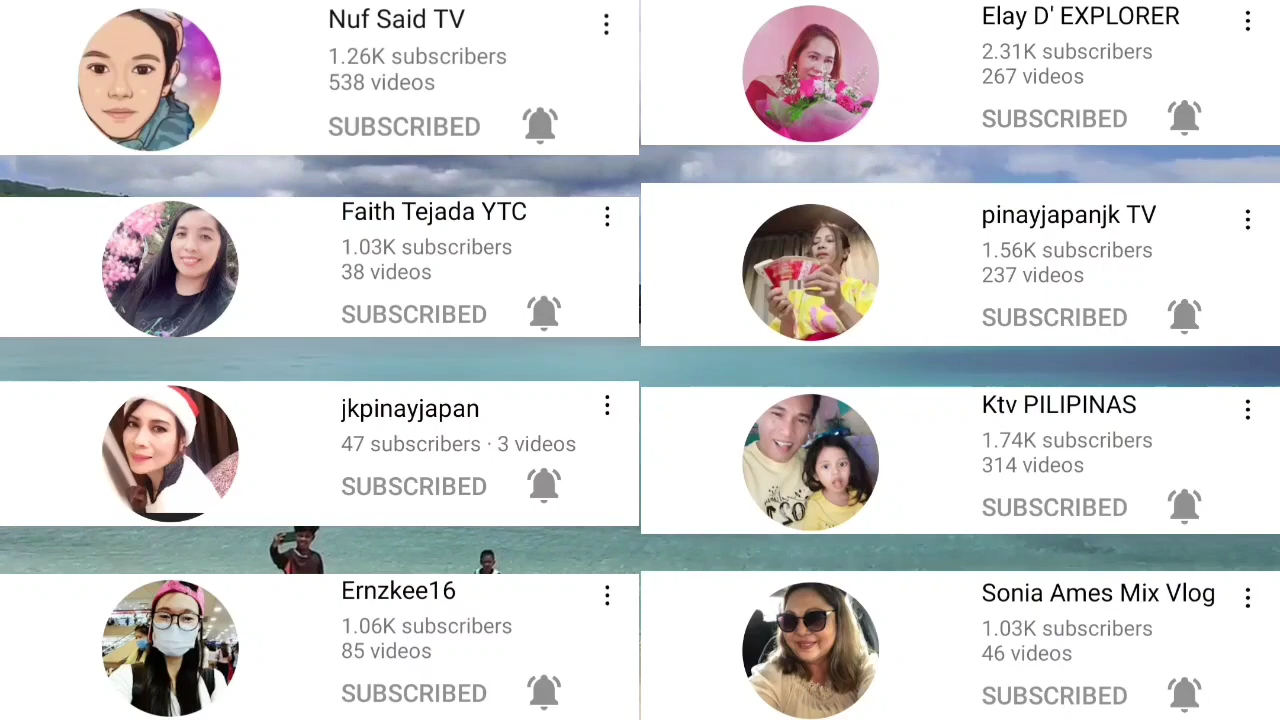 Nuf Said TV
1.26K subscribers
538 videos
SUBSCRIBED
Elay D' EXPLORER
2.31K subscribers
267 videos
SUBSCRIBED
Faith Tejada YTC
1.03K subscribers
38 videos
SUBSCRIBED
pinayjapanjk TV
1.56K subscribers
237 videos
SUBSCRIBED
jkpinayjapan
47 subscribers · 3 videos
SUBSCRIBED
Ktv PILIPINAS
1.74K subscribers
314 videos
SUBSCRIBED
Ernzkee16
1.06K subscribers
85 videos
SUBSCRIBED
Sonia Ames Mix Vlog
1.03K subscribers
46 videos
SUBSCRIBED